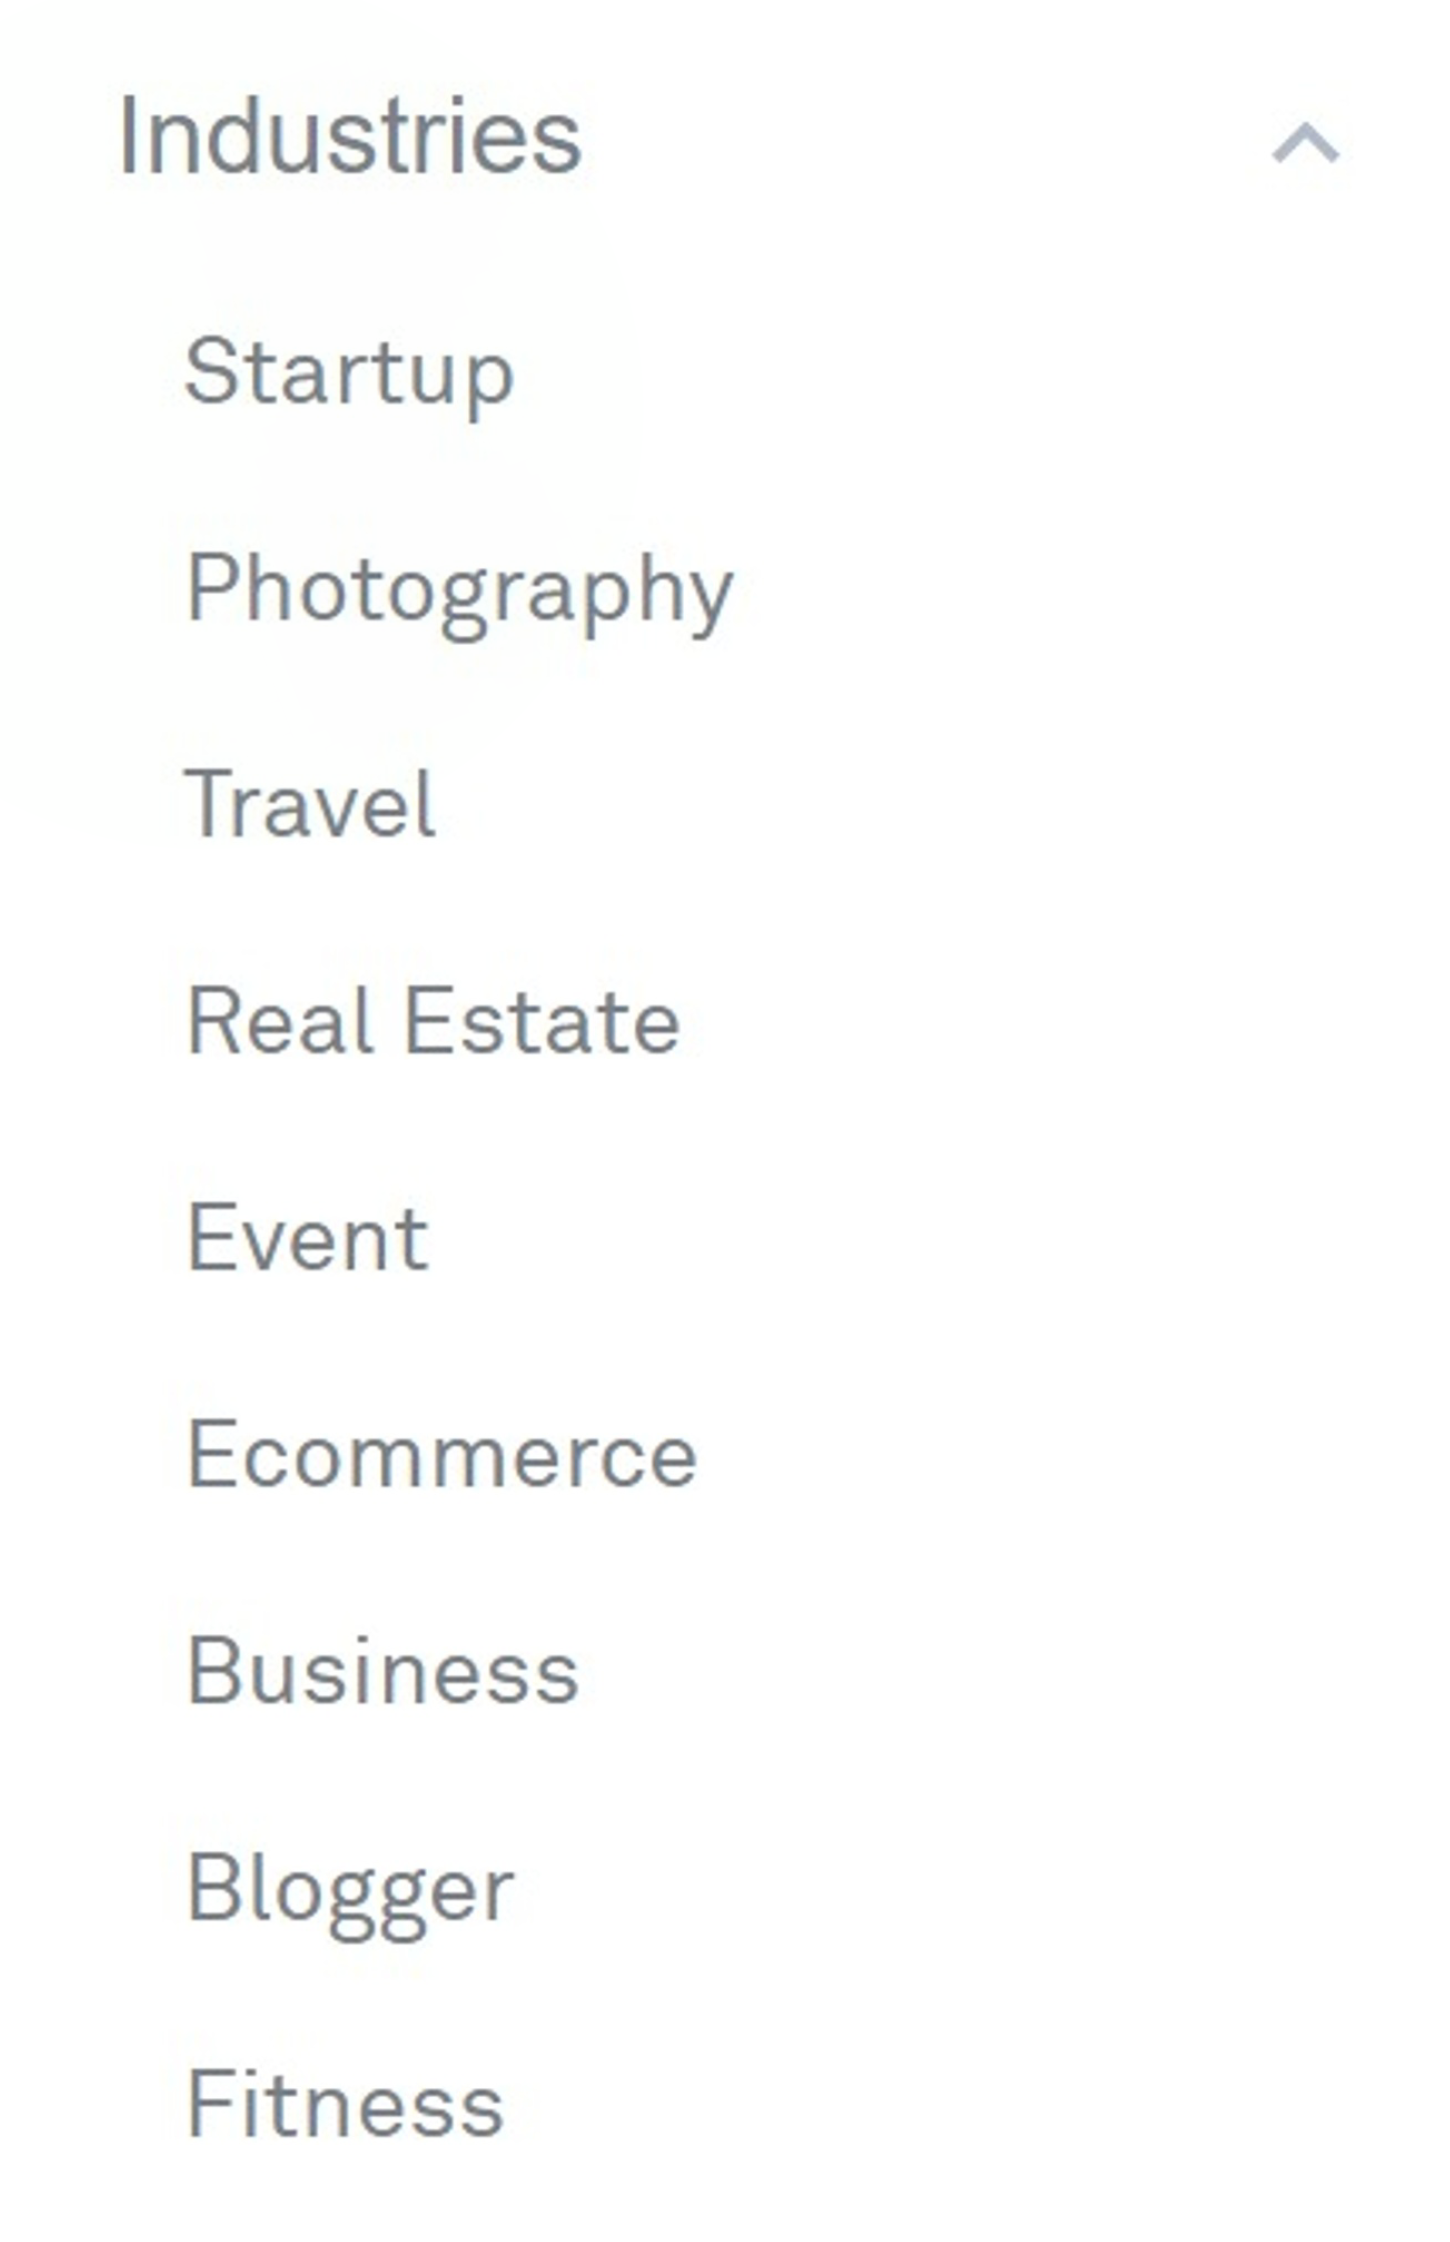 Industries
Startup
Photography
Travel
Real Estate
Event
Ecommerce
Business
Blogger
Fitness